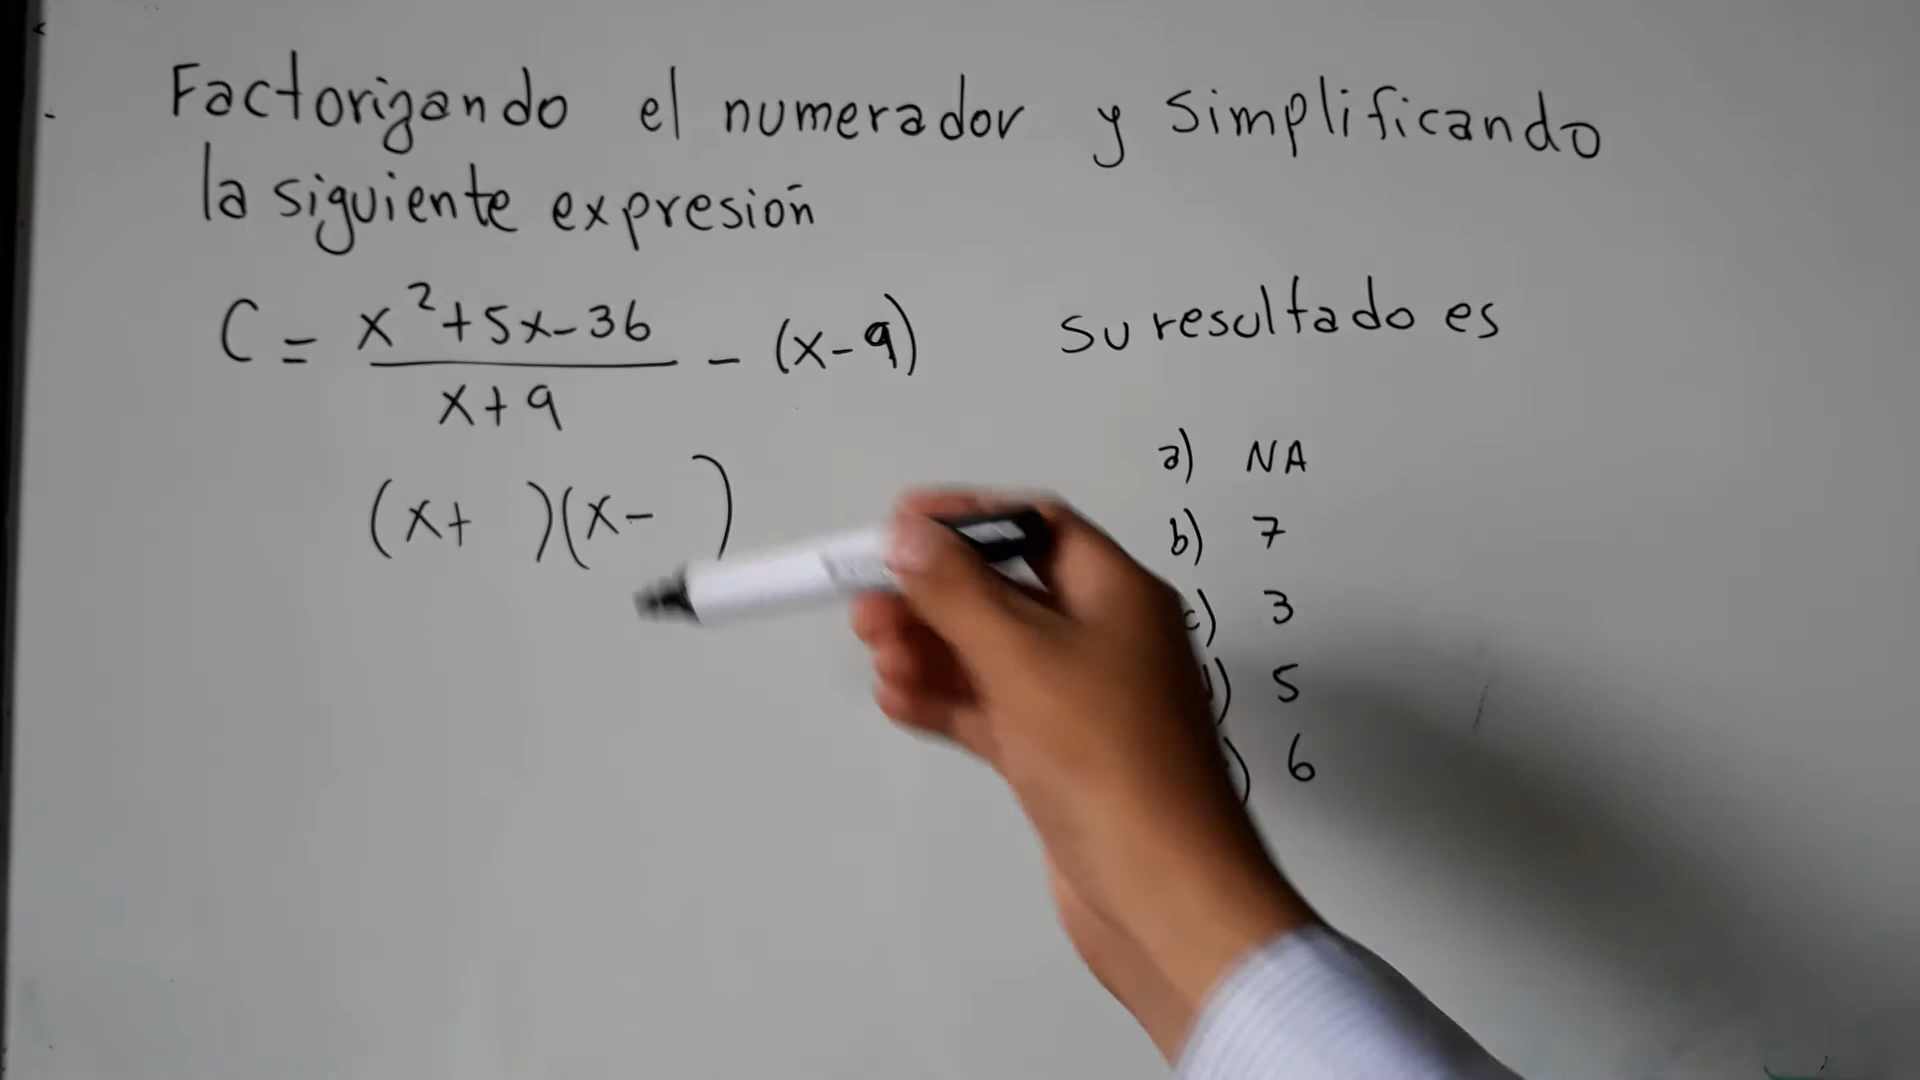 Factorizando el numerador y simplificando
la siguiente expresión
C = x²+5x-36 / x+9 - (x-9) su resultado es
(x+ )(x- )
a) NA
b) 7
c) 3
) 5
) 6